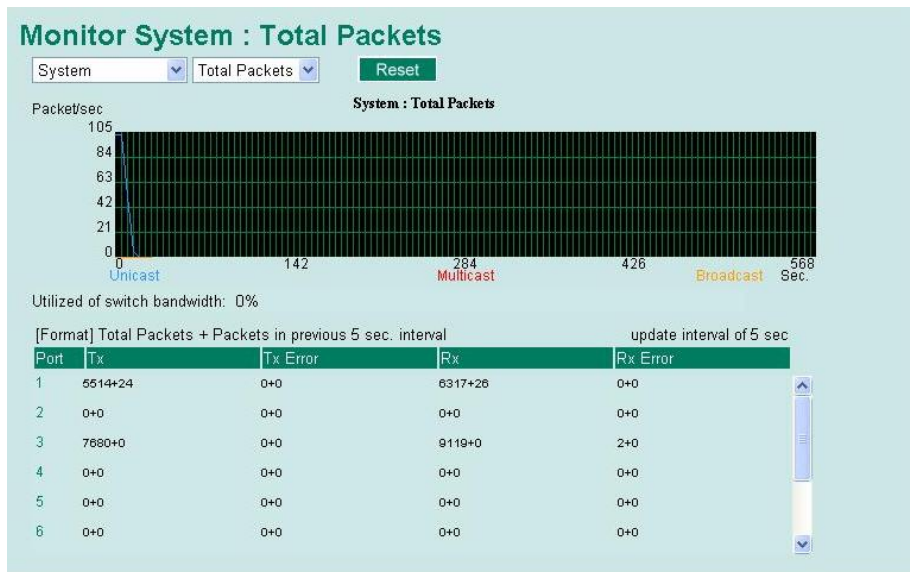 Monitor System : Total Packets
System Total Packets Reset
Packet/sec System : Total Packets
105
84
63
42
21
0
0 142 284 426 568
Unicast Multicast Broadcast Sec.
Utilized of switch bandwidth: 0%
[Format] Total Packets + Packets in previous 5 sec. interval update interval of 5 sec
Port Tx Tx Error Rx Rx Error
1 5514+24 0+0 6317+26 0+0
2 0+0 0+0 0+0 0+0
3 7680+0 0+0 9119+0 2+0
4 0+0 0+0 0+0 0+0
5 0+0 0+0 0+0 0+0
6 0+0 0+0 0+0 0+0